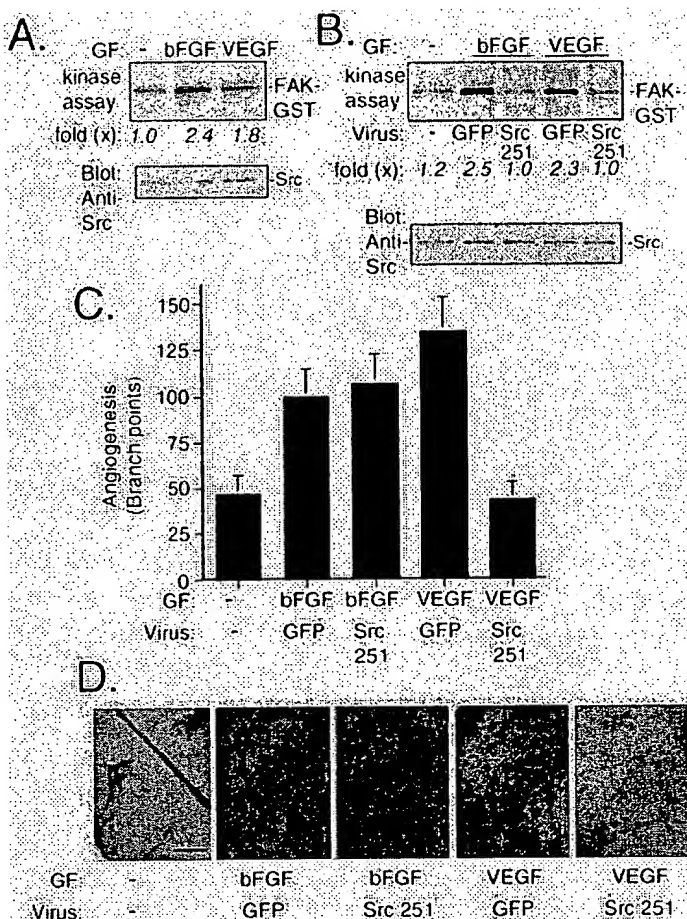 A.
GF: - bFGF VEGF
kinase
assay
FAK-
GST
fold (x) 1.0 2.4 1.8
Blot:
Anti
Src
Src
B.
GF: - bFGF VEGF
kinase
assay
FAK-
GST
Virus: - GFP Src 251 GFP Src 251
fold (x): 1.2 2.5 1.0 2.3 1.0
Blot:
Anti-
Src
-Src
C.
Angiogenesis
(Branch points)
150
125
100
75
50
25
0
GF: - bFGF bFGF VEGF VEGF
Virus: - GFP Src 251 GFP Src 251
D.
GF: - bFGF bFGF VEGF VEGF
Virus: - GFP Src 251 GFP Src 251